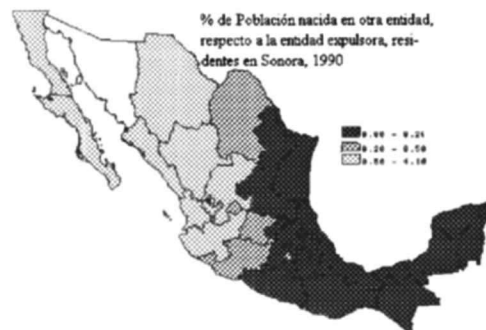 % de Población nacida en otra entidad,
respecto a la entidad expulsora, resi-
dentes en Sonora, 1990